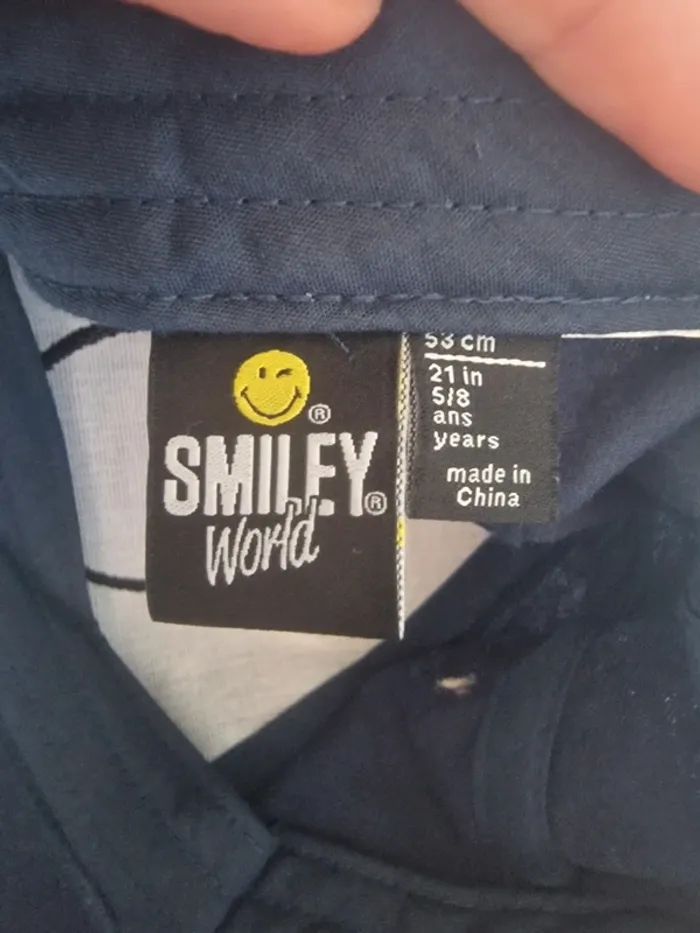 SMILEY ®
®
World
53 cm
21 in
5/8
ans
years
made in
China